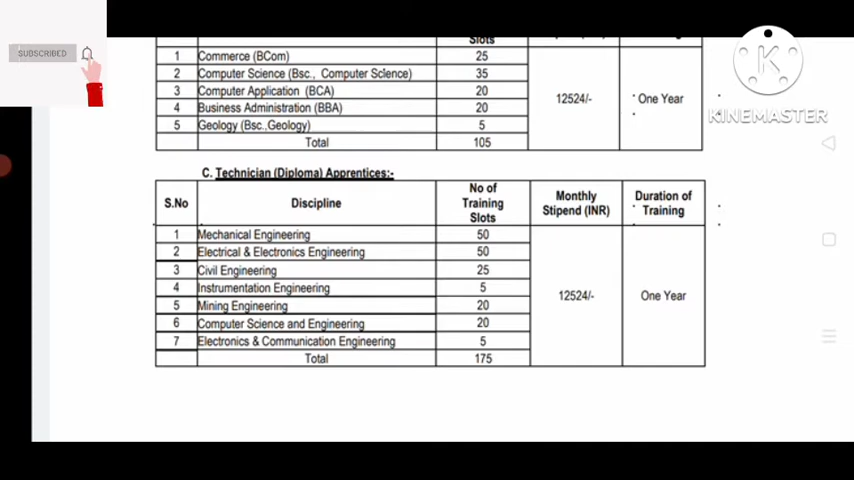 SUBSCRIBED
KINEMASTER
Slots
1 Commerce (BCom) 25
2 Computer Science (Bsc., Computer Science) 35
3 Computer Application (BCA) 20
4 Business Administration (BBA) 20
5 Geology (Bsc.,Geology) 5
12524/- One Year
Total 105
C. Technician (Diploma) Apprentices:-
S.No Discipline No of Training Slots Monthly Stipend (INR) Duration of Training
1 Mechanical Engineering 50
2 Electrical & Electronics Engineering 50
3 Civil Engineering 25
4 Instrumentation Engineering 5
5 Mining Engineering 20
6 Computer Science and Engineering 20
7 Electronics & Communication Engineering 5
12524/- One Year
Total 175